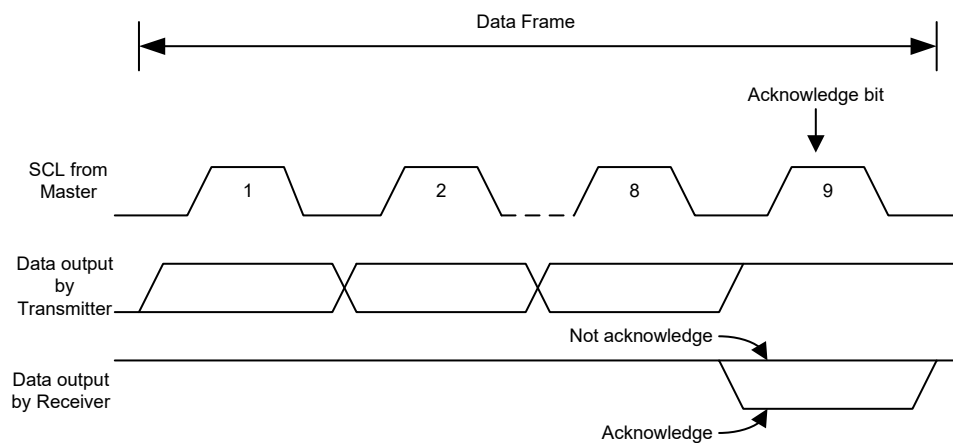 Data Frame
Acknowledge bit
SCL from
Master
1
2
8
9
Data output
by
Transmitter
Not acknowledge
Data output
by Receiver
Acknowledge